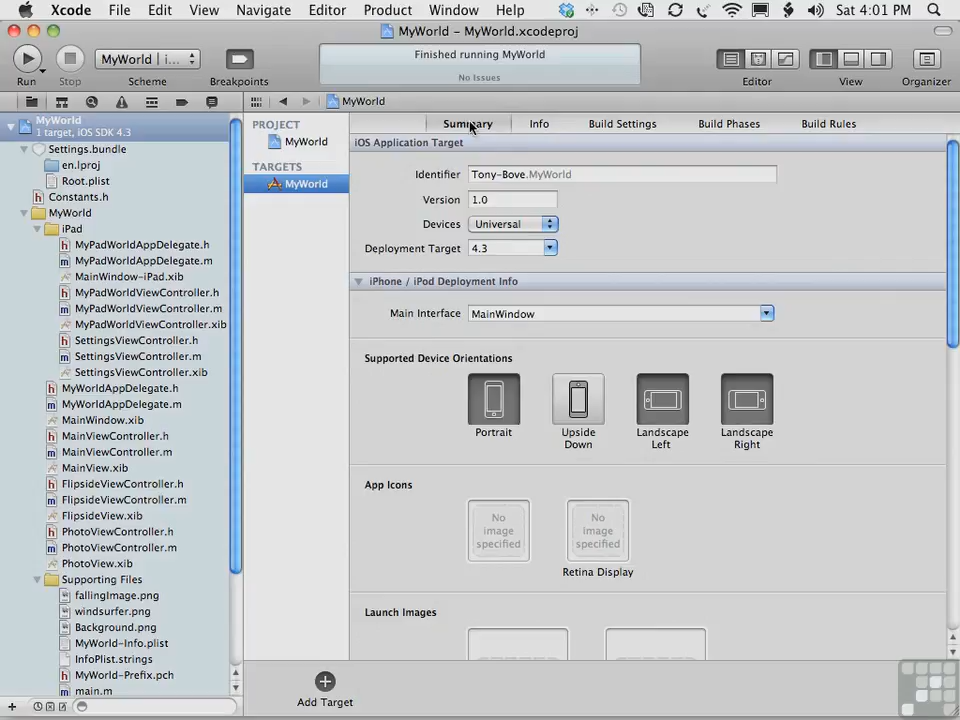 Xcode File Edit View Navigate Editor Product Window Help Sat 4:01 PM
MyWorld – MyWorld.xcodeproj
MyWorld | i...
Finished running MyWorld
No Issues
Run Stop Scheme Breakpoints Editor View Organizer
MyWorld
MyWorld
1 target, iOS SDK 4.3
Settings.bundle
en.lproj
Root.plist
Constants.h
MyWorld
iPad
MyPadWorldAppDelegate.h
MyPadWorldAppDelegate.m
MainWindow-iPad.xib
MyPadWorldViewController.h
MyPadWorldViewController.m
MyPadWorldViewController.xib
SettingsViewController.h
SettingsViewController.m
SettingsViewController.xib
MyWorldAppDelegate.h
MyWorldAppDelegate.m
MainWindow.xib
MainViewController.h
MainViewController.m
MainView.xib
FlipsideViewController.h
FlipsideViewController.m
FlipsideView.xib
PhotoViewController.h
PhotoViewController.m
PhotoView.xib
Supporting Files
fallingImage.png
windsurfer.png
Background.png
MyWorld-Info.plist
InfoPlist.strings
MyWorld-Prefix.pch
main.m
PROJECT
MyWorld
TARGETS
MyWorld
Summary Info Build Settings Build Phases Build Rules
iOS Application Target
Identifier Tony-Bove.MyWorld
Version 1.0
Devices Universal
Deployment Target 4.3
iPhone / iPod Deployment Info
Main Interface MainWindow
Supported Device Orientations
Portrait
Upside
Down
Landscape
Left
Landscape
Right
App Icons
No
image
specified
No
image
specified
Retina Display
Launch Images
Add Target